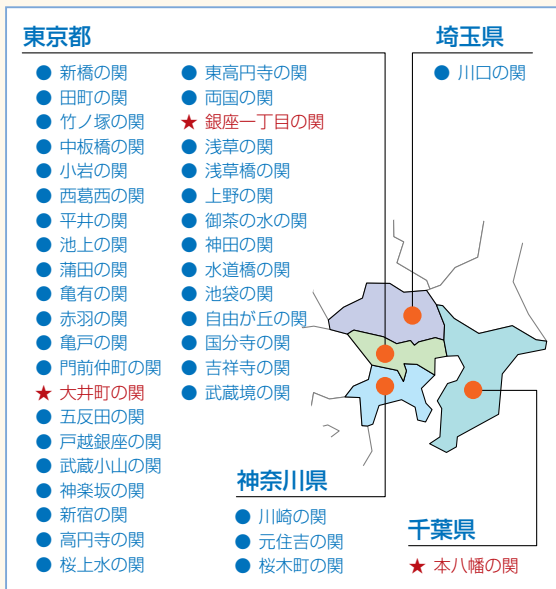 東京都
● 新橋の関
● 田町の関
● 竹ノ塚の関
● 中板橋の関
● 小岩の関
● 西葛西の関
● 平井の関
● 池上の関
● 蒲田の関
● 亀有の関
● 赤羽の関
● 亀戸の関
● 門前仲町の関
★ 大井町の関
● 五反田の関
● 戸越銀座の関
● 武蔵小山の関
● 神楽坂の関
● 新宿の関
● 高円寺の関
● 桜上水の関
● 東高円寺の関
● 両国の関
★ 銀座一丁目の関
● 浅草の関
● 浅草橋の関
● 上野の関
● 御茶の水の関
● 神田の関
● 水道橋の関
● 池袋の関
● 自由が丘の関
● 国分寺の関
● 吉祥寺の関
● 武蔵境の関
埼玉県
● 川口の関
神奈川県
● 川崎の関
● 元住吉の関
● 桜木町の関
千葉県
★ 本八幡の関